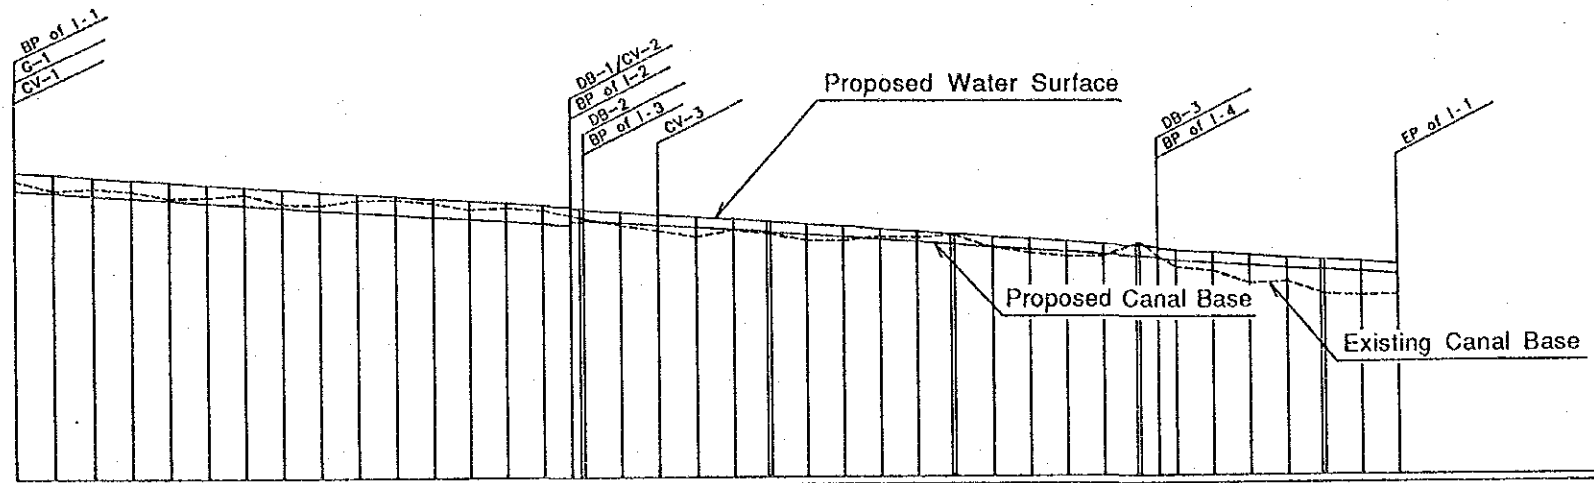 BP of I-1
G-1
CV-1
DB-1/CV-2
BP of I-2
DB-2
BP of I-3
CV-3
Proposed Water Surface
DB-3
BP of I-4
EP of I-1
Proposed Canal Base
Existing Canal Base